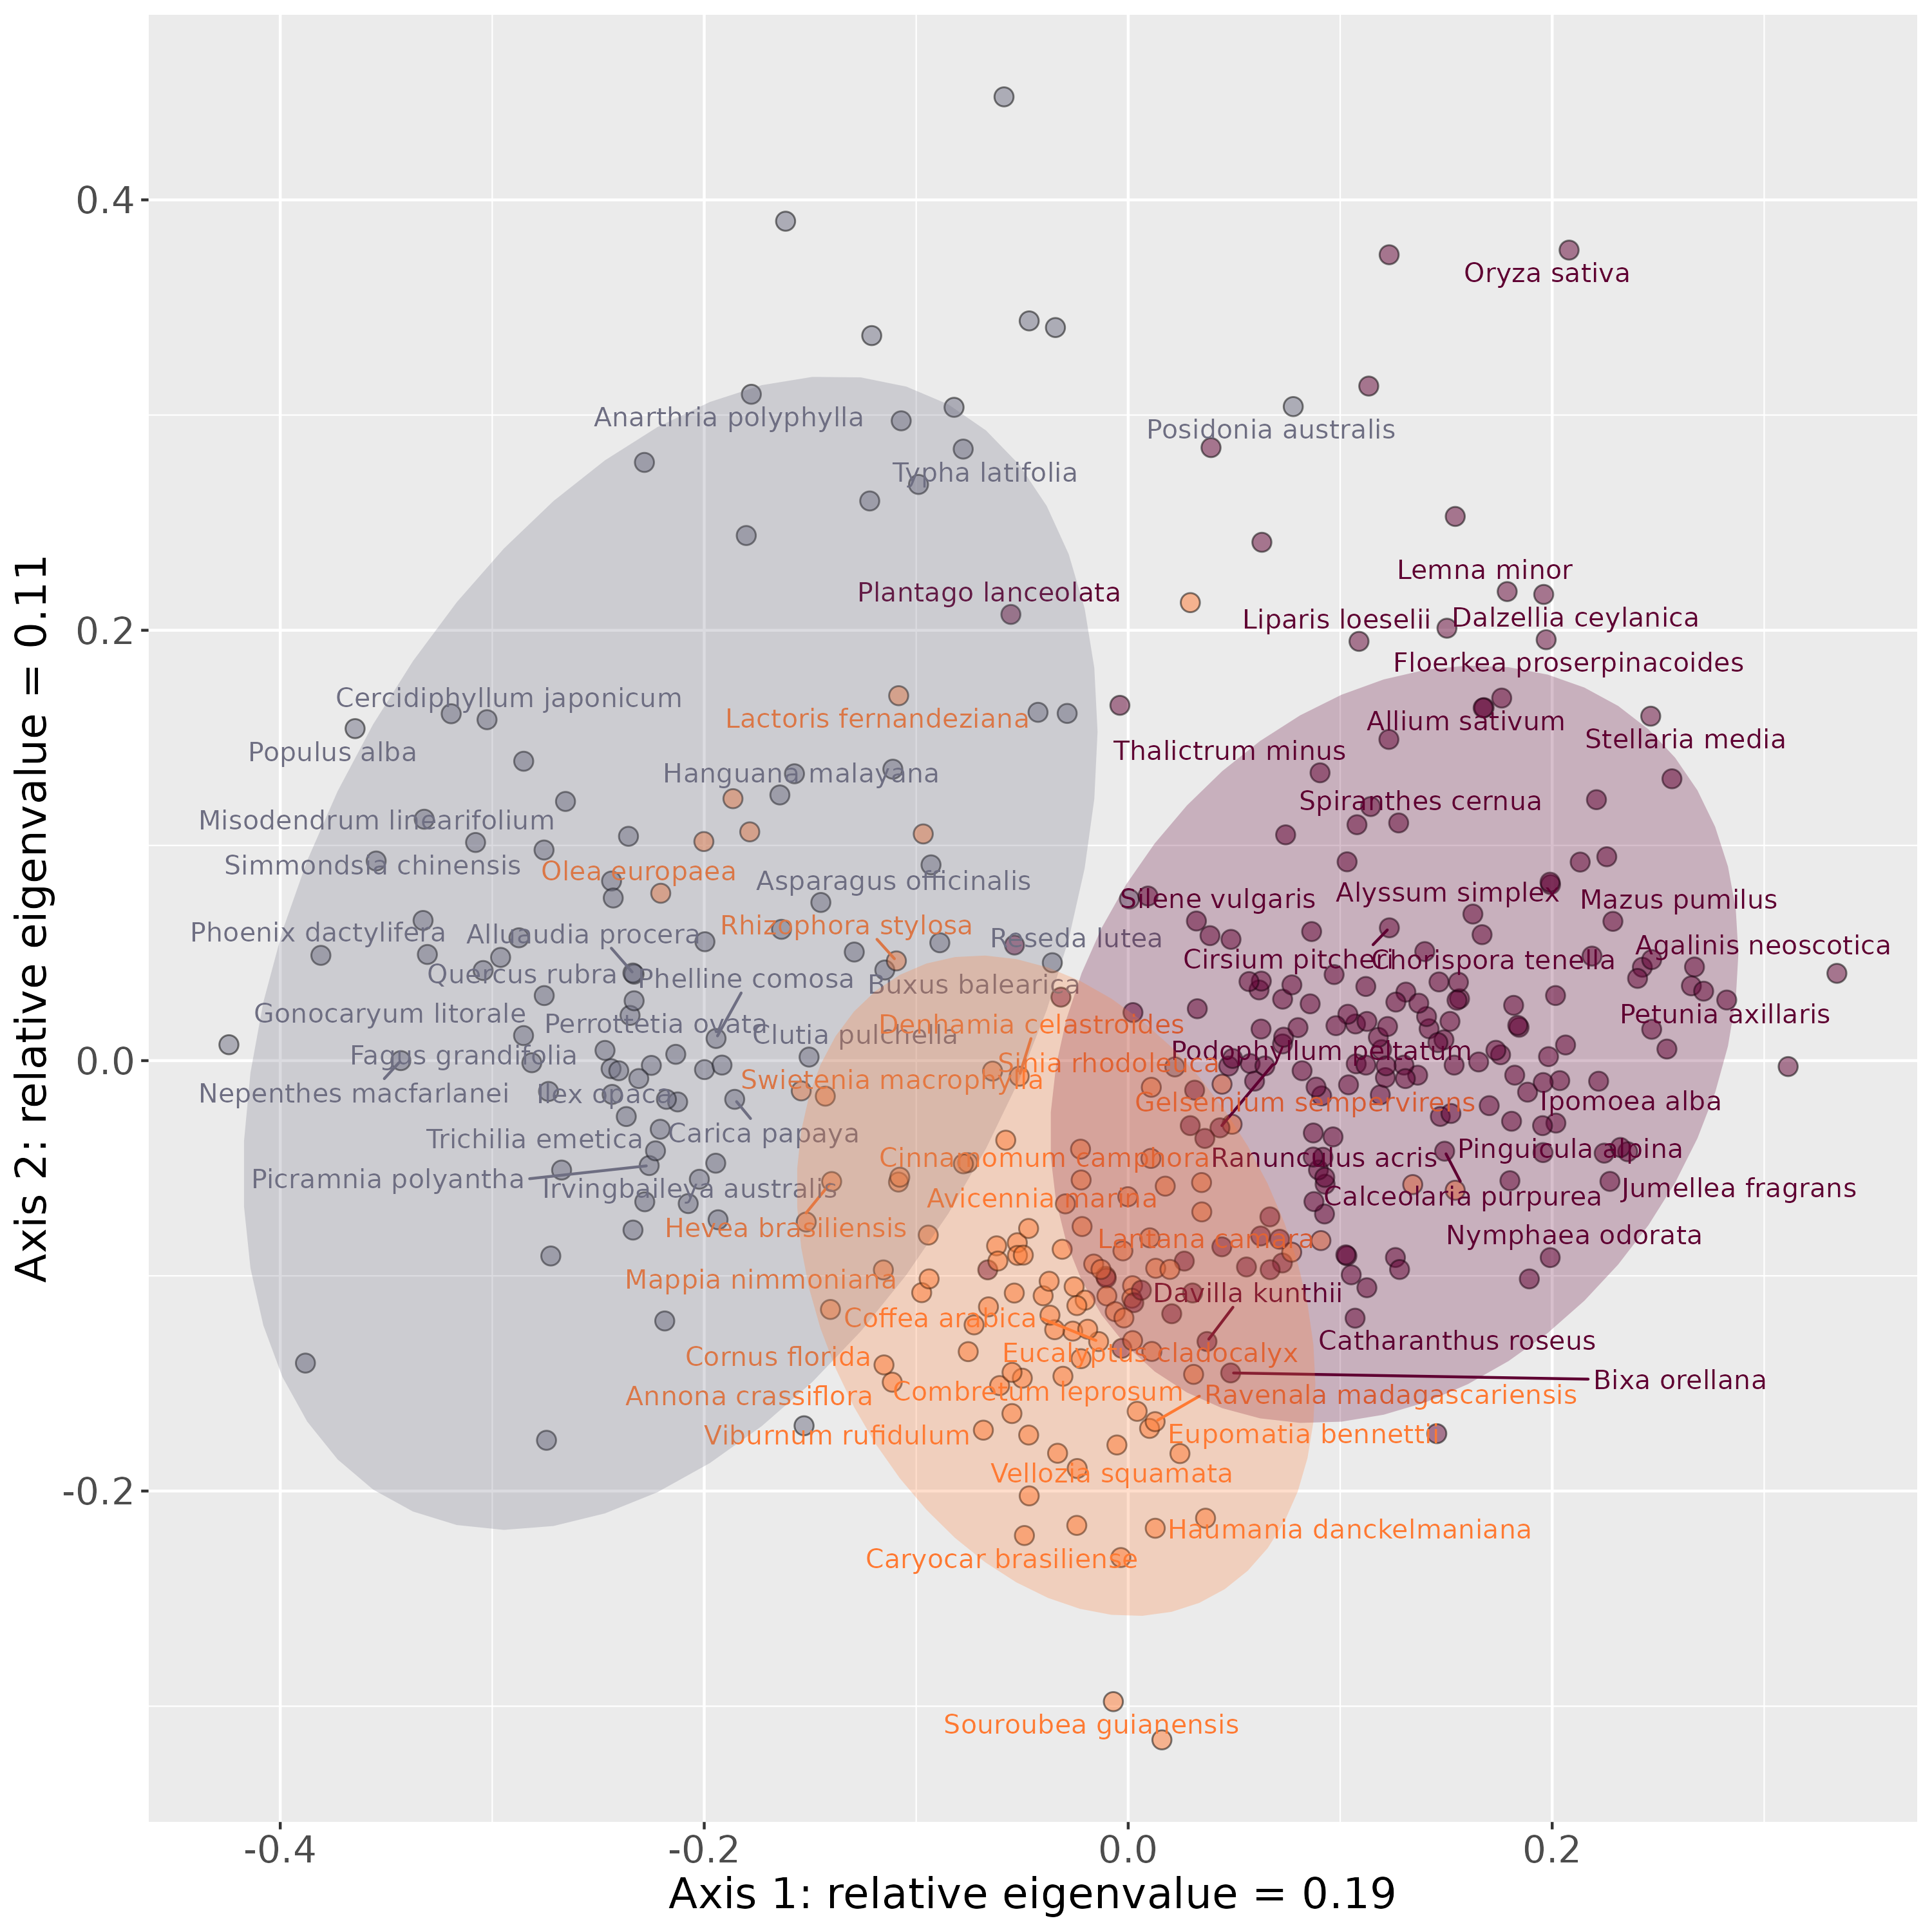 0.4
0.2
0.0
-0.2
Axis 2: relative eigenvalue = 0.11
Oryza sativa
Anarthria polyphylla
Posidonia australis
Typha latifolia
Lemna minor
Plantago lanceolata
Liparis loeselii
Dalzellia ceylanica
Floerkea proserpinacoides
Cercidiphyllum japonicum
Lactoris fernandeziana
Allium sativum
Stellaria media
Populus alba
Thalictrum minus
Hanguana malayana
Spiranthes cernua
Misodendrum linearifolium
Simmondsia chinensis
Olea europaea
Asparagus officinalis
Silene vulgaris
Alyssum simplex
Mazus pumilus
Rhizophora stylosa
Phoenix dactylifera
Alluaudia procera
Reseda lutea
Agalinis neoscotica
Cirsium pitcheri
Chorispora tenella
Quercus rubra
Phelline comosa
Buxus balearica
Gonocaryum litorale
Perrottetia ovata
Denhamia celastroides
Petunia axillaris
Clutia pulchella
Podophyllum peltatum
Fagus grandifolia
Sinia rhodoleuca
Swietenia macrophylla
Nepenthes macfarlanei
Ilex opaca
Gelsemium sempervirens
Ipomoea alba
Trichilia emetica
Carica papaya
Pinguicula alpina
Cinnamomum camphora
Ranunculus acris
Picramnia polyantha
Irvingbaileya australis
Jumellea fragrans
Avicennia marina
Calceolaria purpurea
Hevea brasiliensis
Lantana camara
Nymphaea odorata
Mappia nimmoniana
Davilla kunthii
Coffea arabica
Catharanthus roseus
Cornus florida
Eucalyptus cladocalyx
Bixa orellana
Annona crassiflora
Combretum leprosum
Ravenala madagascariensis
Viburnum rufidulum
Eupomatia bennettii
Vellozia squamata
Haumania danckelmaniana
Caryocar brasiliense
Souroubea guianensis
-0.4
-0.2
0.0
0.2
Axis 1: relative eigenvalue = 0.19